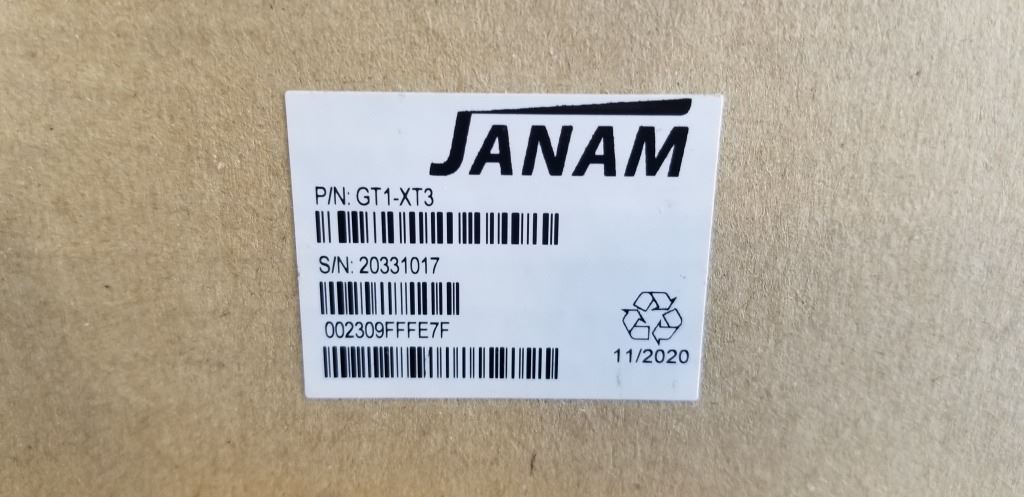 JANAM
P/N: GT1-XT3
S/N: 20331017
002309FFFE7F
11/2020